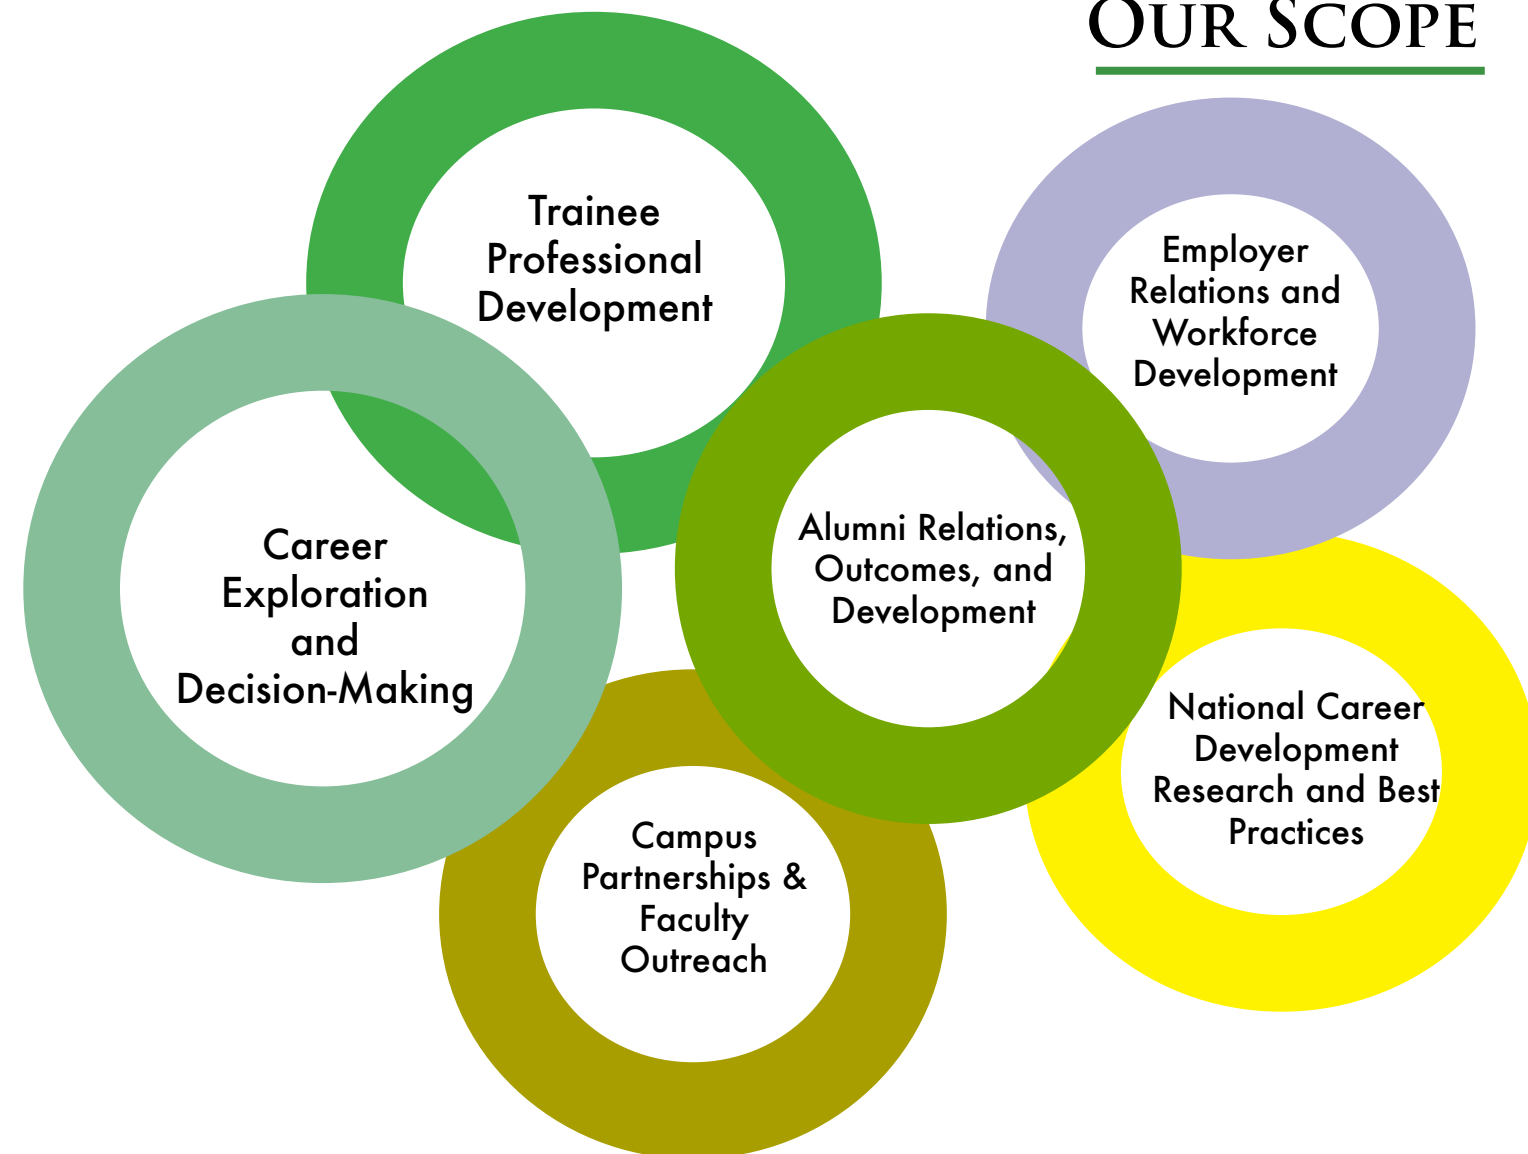 OUR SCOPE
Trainee
Professional
Development
Employer
Relations and
Workforce
Development
Career
Exploration
and
Decision-Making
Alumni Relations,
Outcomes, and
Development
National Career
Development
Research and Best
Practices
Campus
Partnerships &
Faculty
Outreach